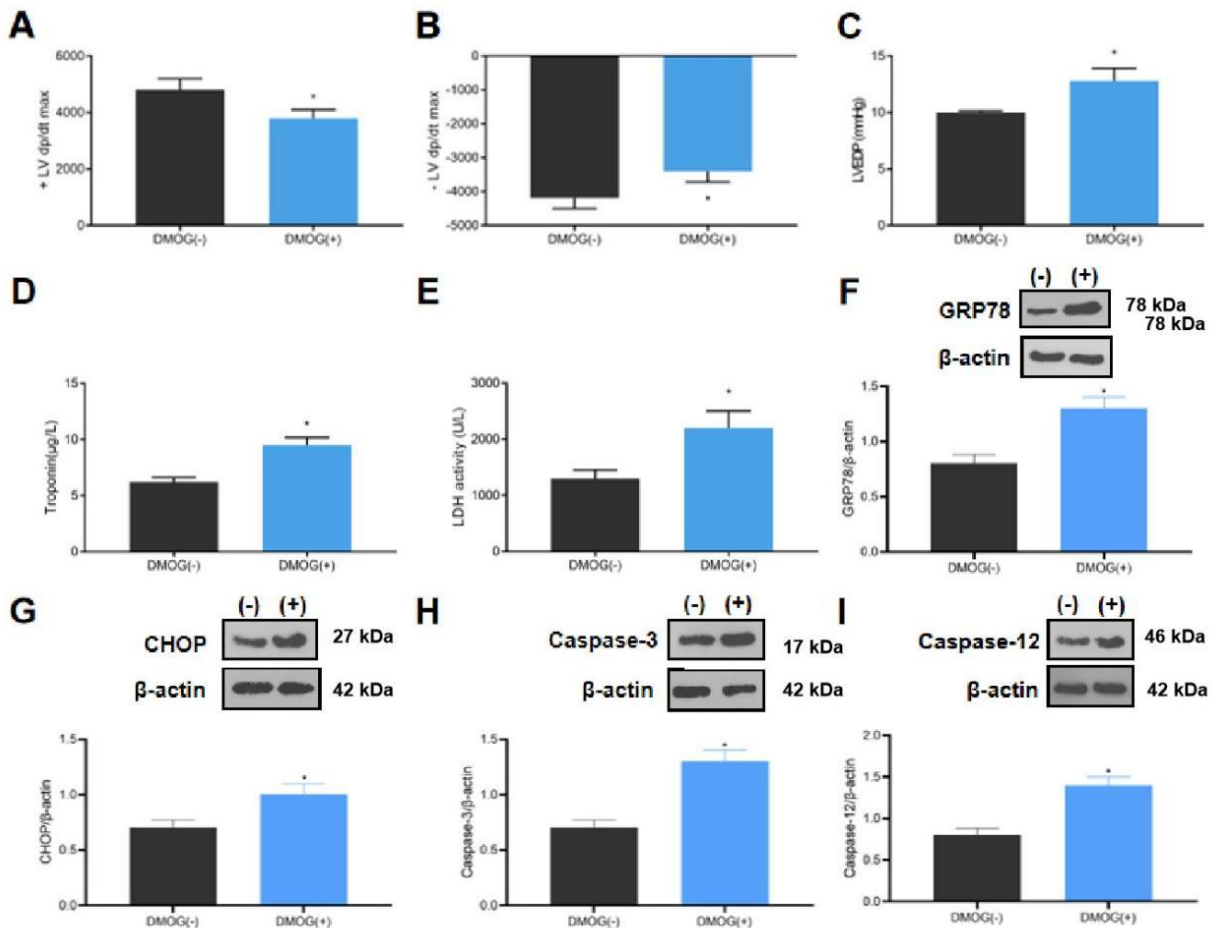 A
+ LV dp/dt max
6000
4000
2000
0
*
DMOG(-)
DMOG(+)
B
- LV dp/dt max
0
-1000
-2000
-3000
-4000
-5000
*
DMOG(-)
DMOG(+)
C
LVEDP (mmHg)
15
10
5
0
*
DMOG(-)
DMOG(+)
D
Troponin(μg/L)
15
10
5
0
*
DMOG(-)
DMOG(+)
E
LDH activity (U/L)
3000
2000
1000
0
*
DMOG(-)
DMOG(+)
F
(-) (+)
GRP78 78 kDa
78 kDa
β-actin
GRP78/β-actin
1.5
1.0
0.5
0.0
*
DMOG(-)
DMOG(+)
G
(-) (+)
CHOP 27 kDa
β-actin 42 kDa
CHOP/β-actin
1.5
1.0
0.5
0.0
*
DMOG(-)
DMOG(+)
H
(-) (+)
Caspase-3 17 kDa
β-actin 42 kDa
Caspase-3/β-actin
1.5
1.0
0.5
0.0
*
DMOG(-)
DMOG(+)
I
(-) (+)
Caspase-12 46 kDa
β-actin 42 kDa
Caspase-12/β-actin
2.0
1.5
1.0
0.5
0.0
*
DMOG(-)
DMOG(+)